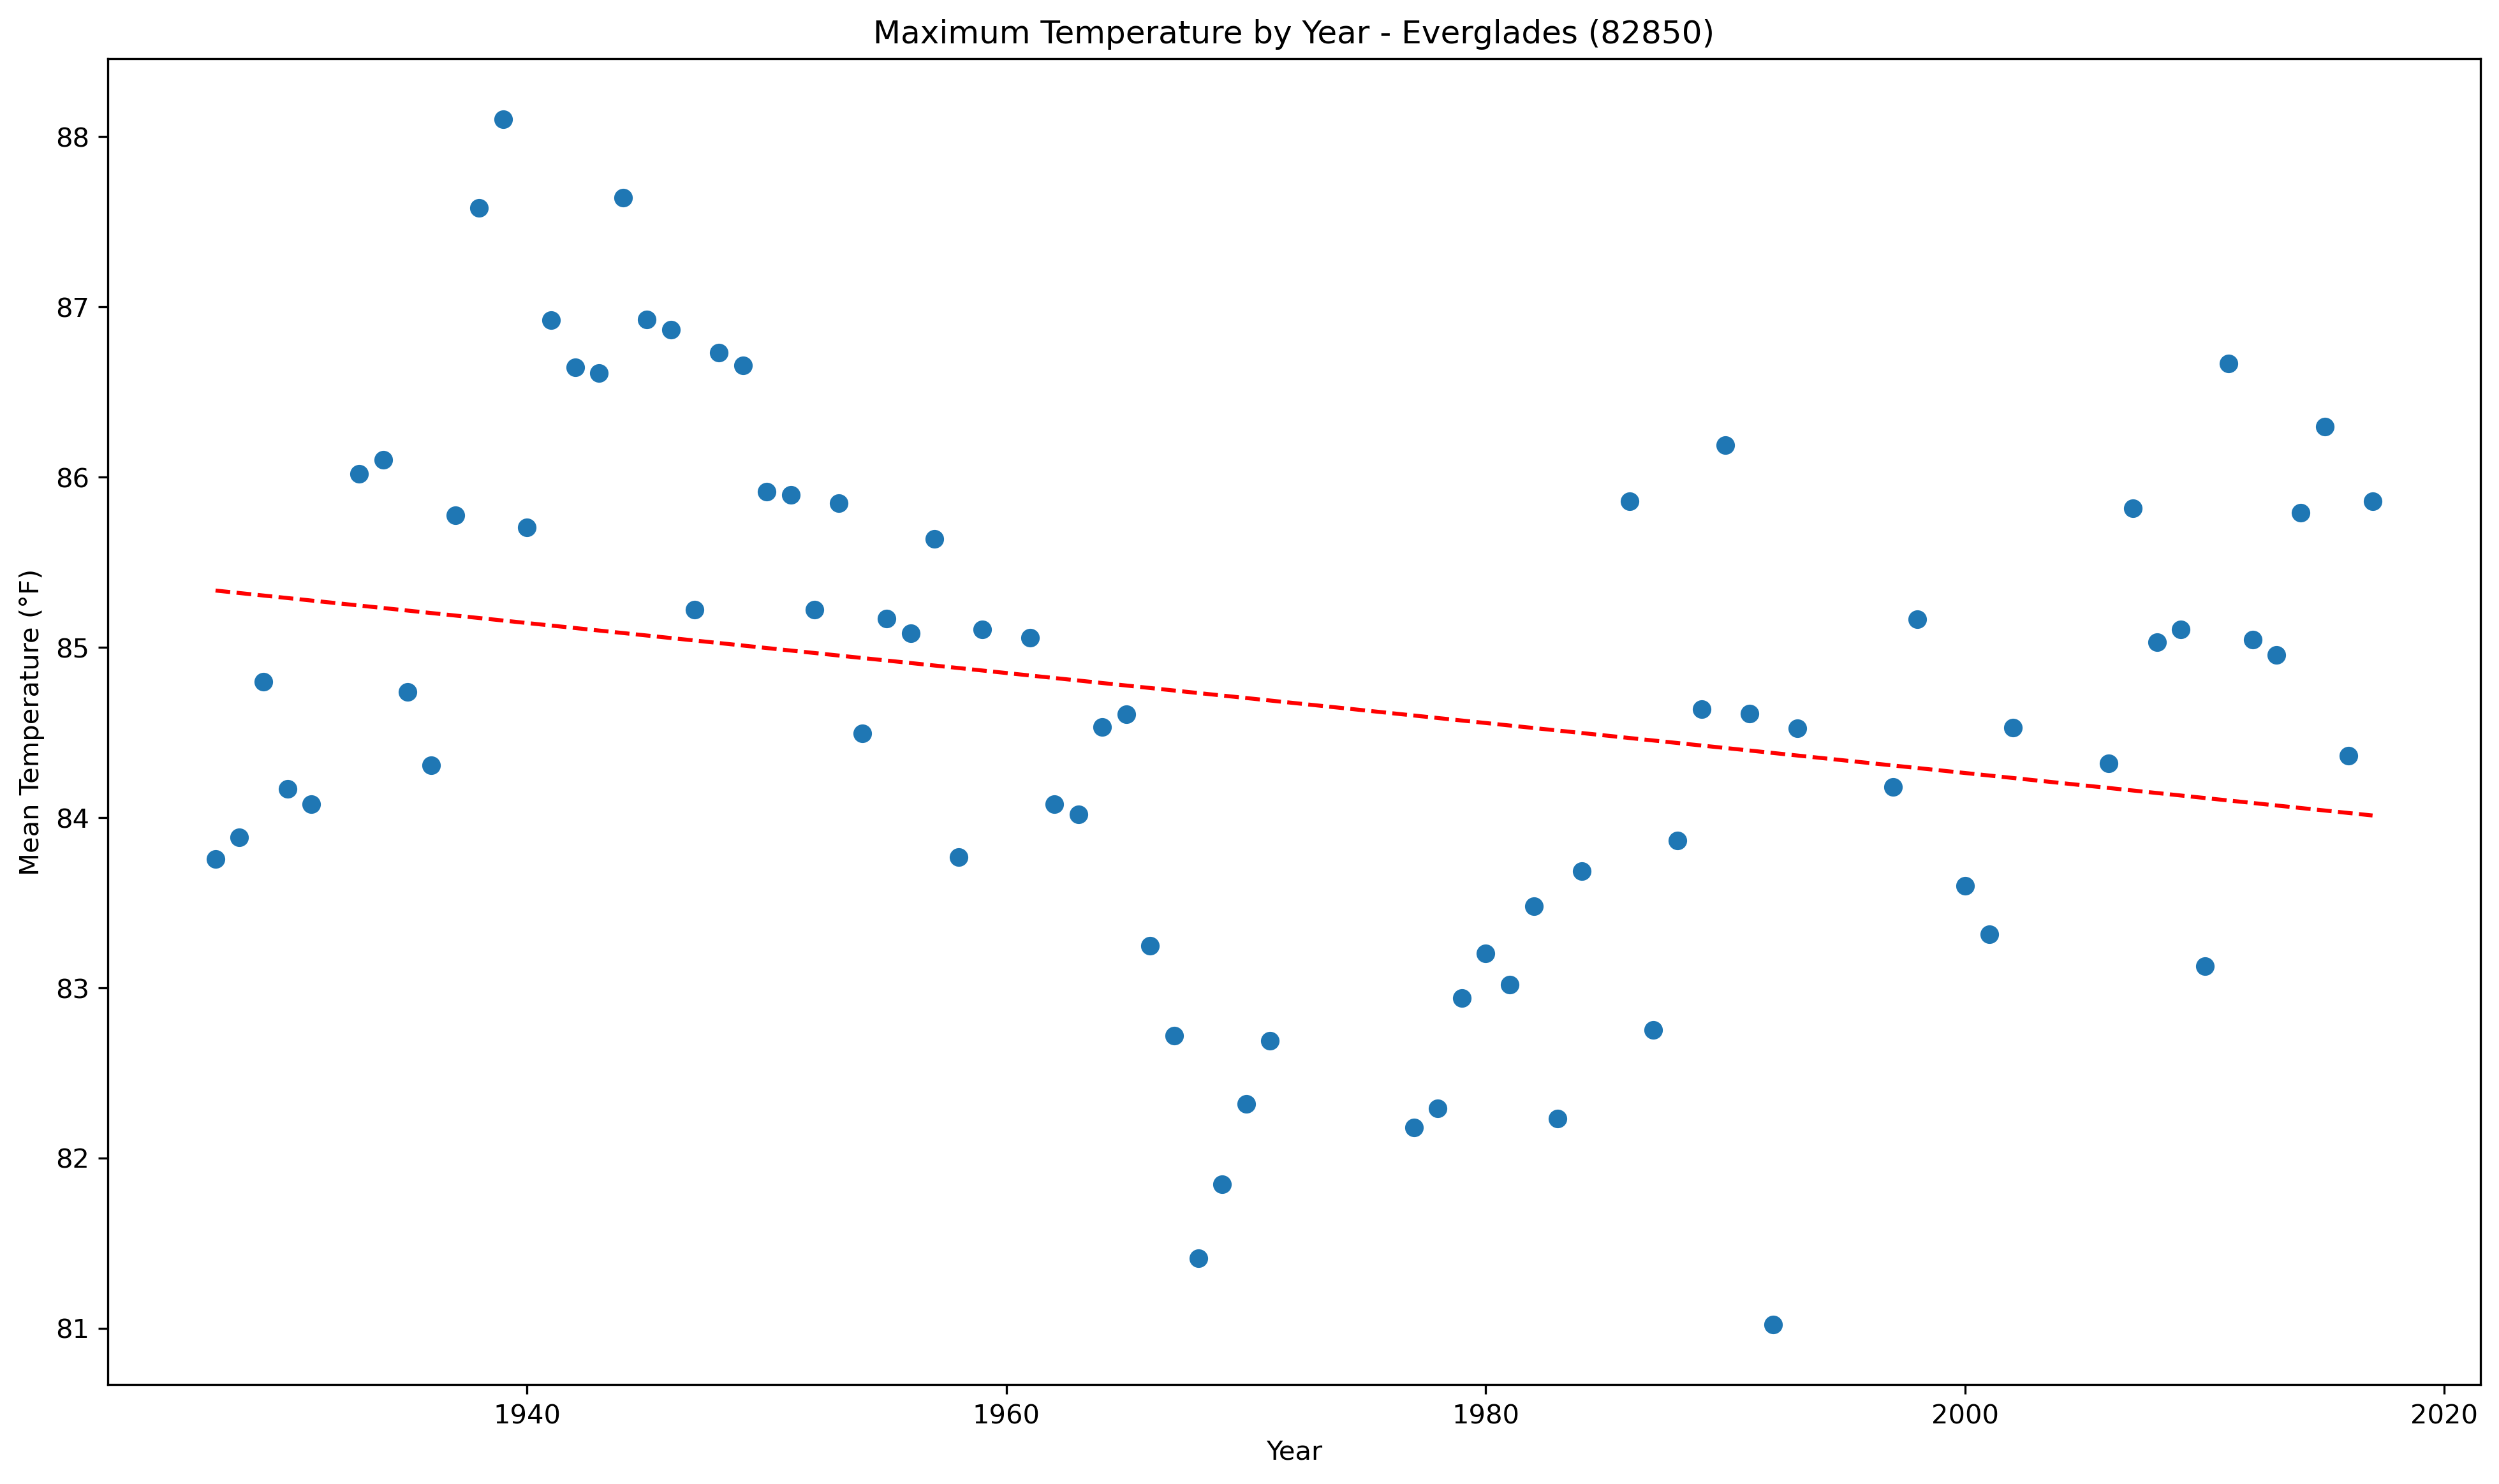 Maximum Temperature by Year - Everglades (82850)
88
87
86
85
84
83
82
81
Mean Temperature (°F)
1940 1960 1980 2000 2020
Year